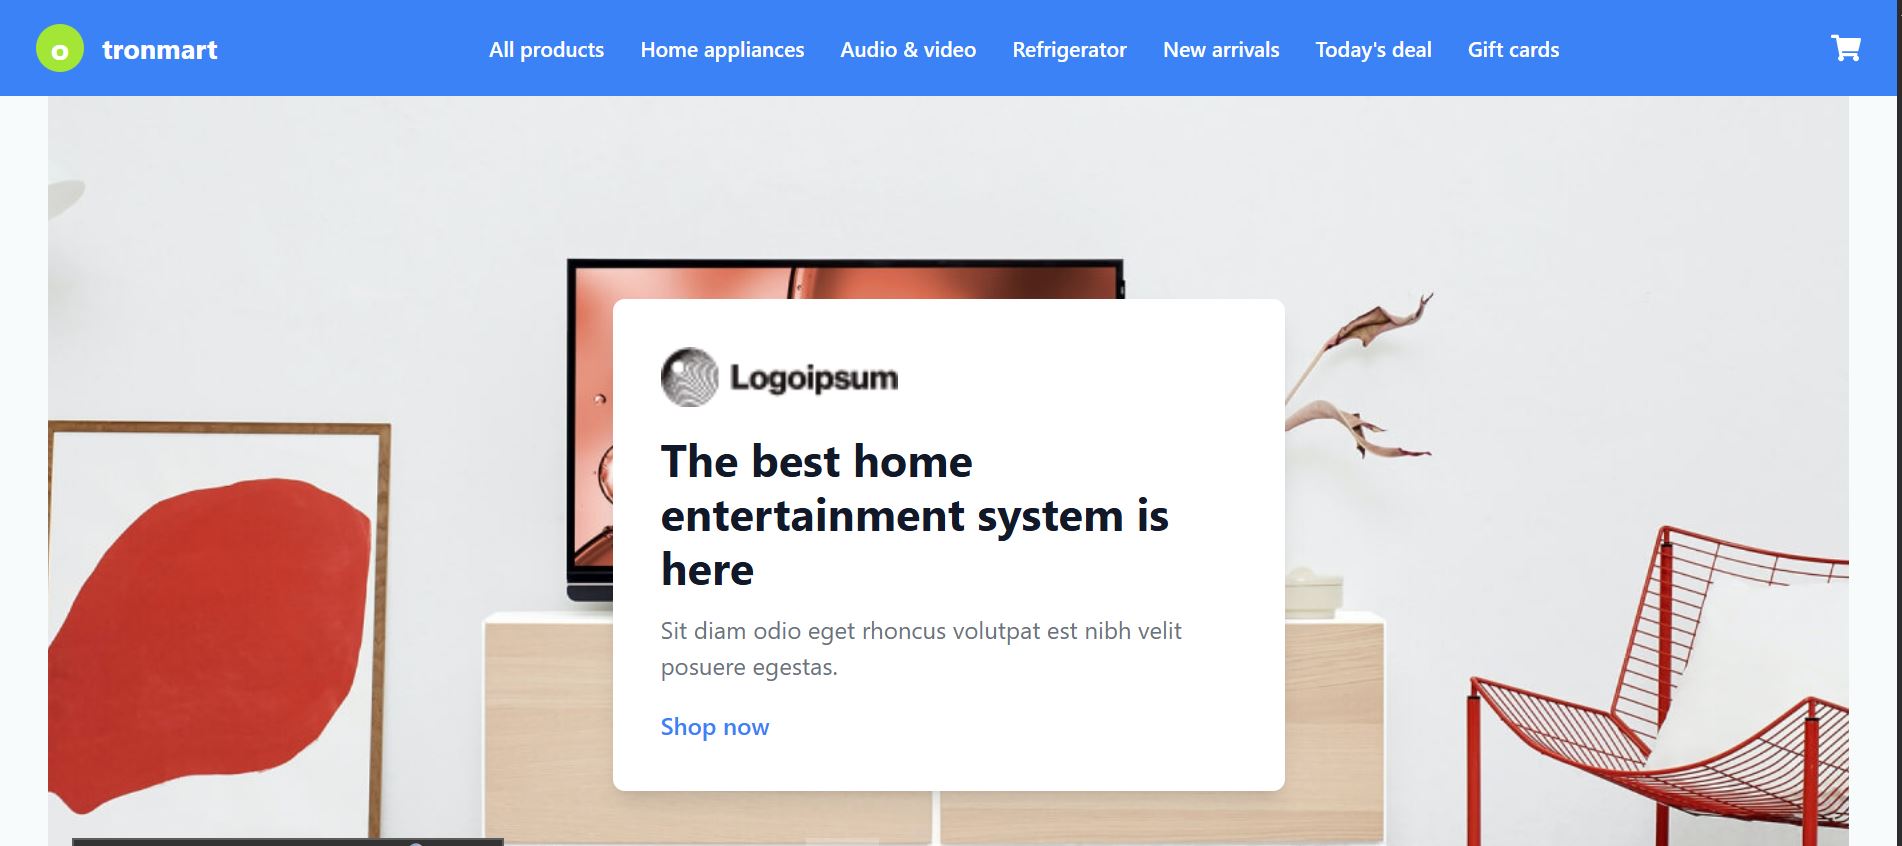 o tronmart All products Home appliances Audio & video Refrigerator New arrivals Today's deal Gift cards
Logoipsum
The best home
entertainment system is
here
Sit diam odio eget rhoncus volutpat est nibh velit
posuere egestas.
Shop now